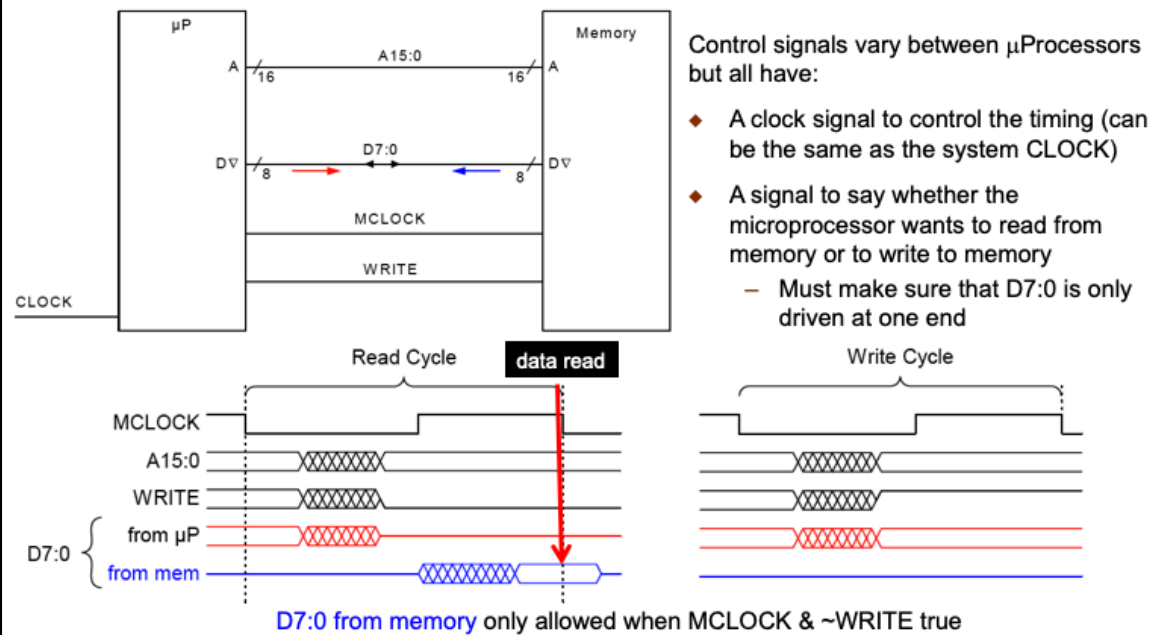 µP
Memory
A15:0
A
16
16
A
D7:0
D▽
8
8
D▽
MCLOCK
WRITE
CLOCK
Control signals vary between µProcessors
but all have:
◆ A clock signal to control the timing (can
be the same as the system CLOCK)
◆ A signal to say whether the
microprocessor wants to read from
memory or to write to memory
– Must make sure that D7:0 is only
driven at one end
Read Cycle
data read
Write Cycle
MCLOCK
A15:0
WRITE
from µP
D7:0
from mem
D7:0 from memory only allowed when MCLOCK & ~WRITE true